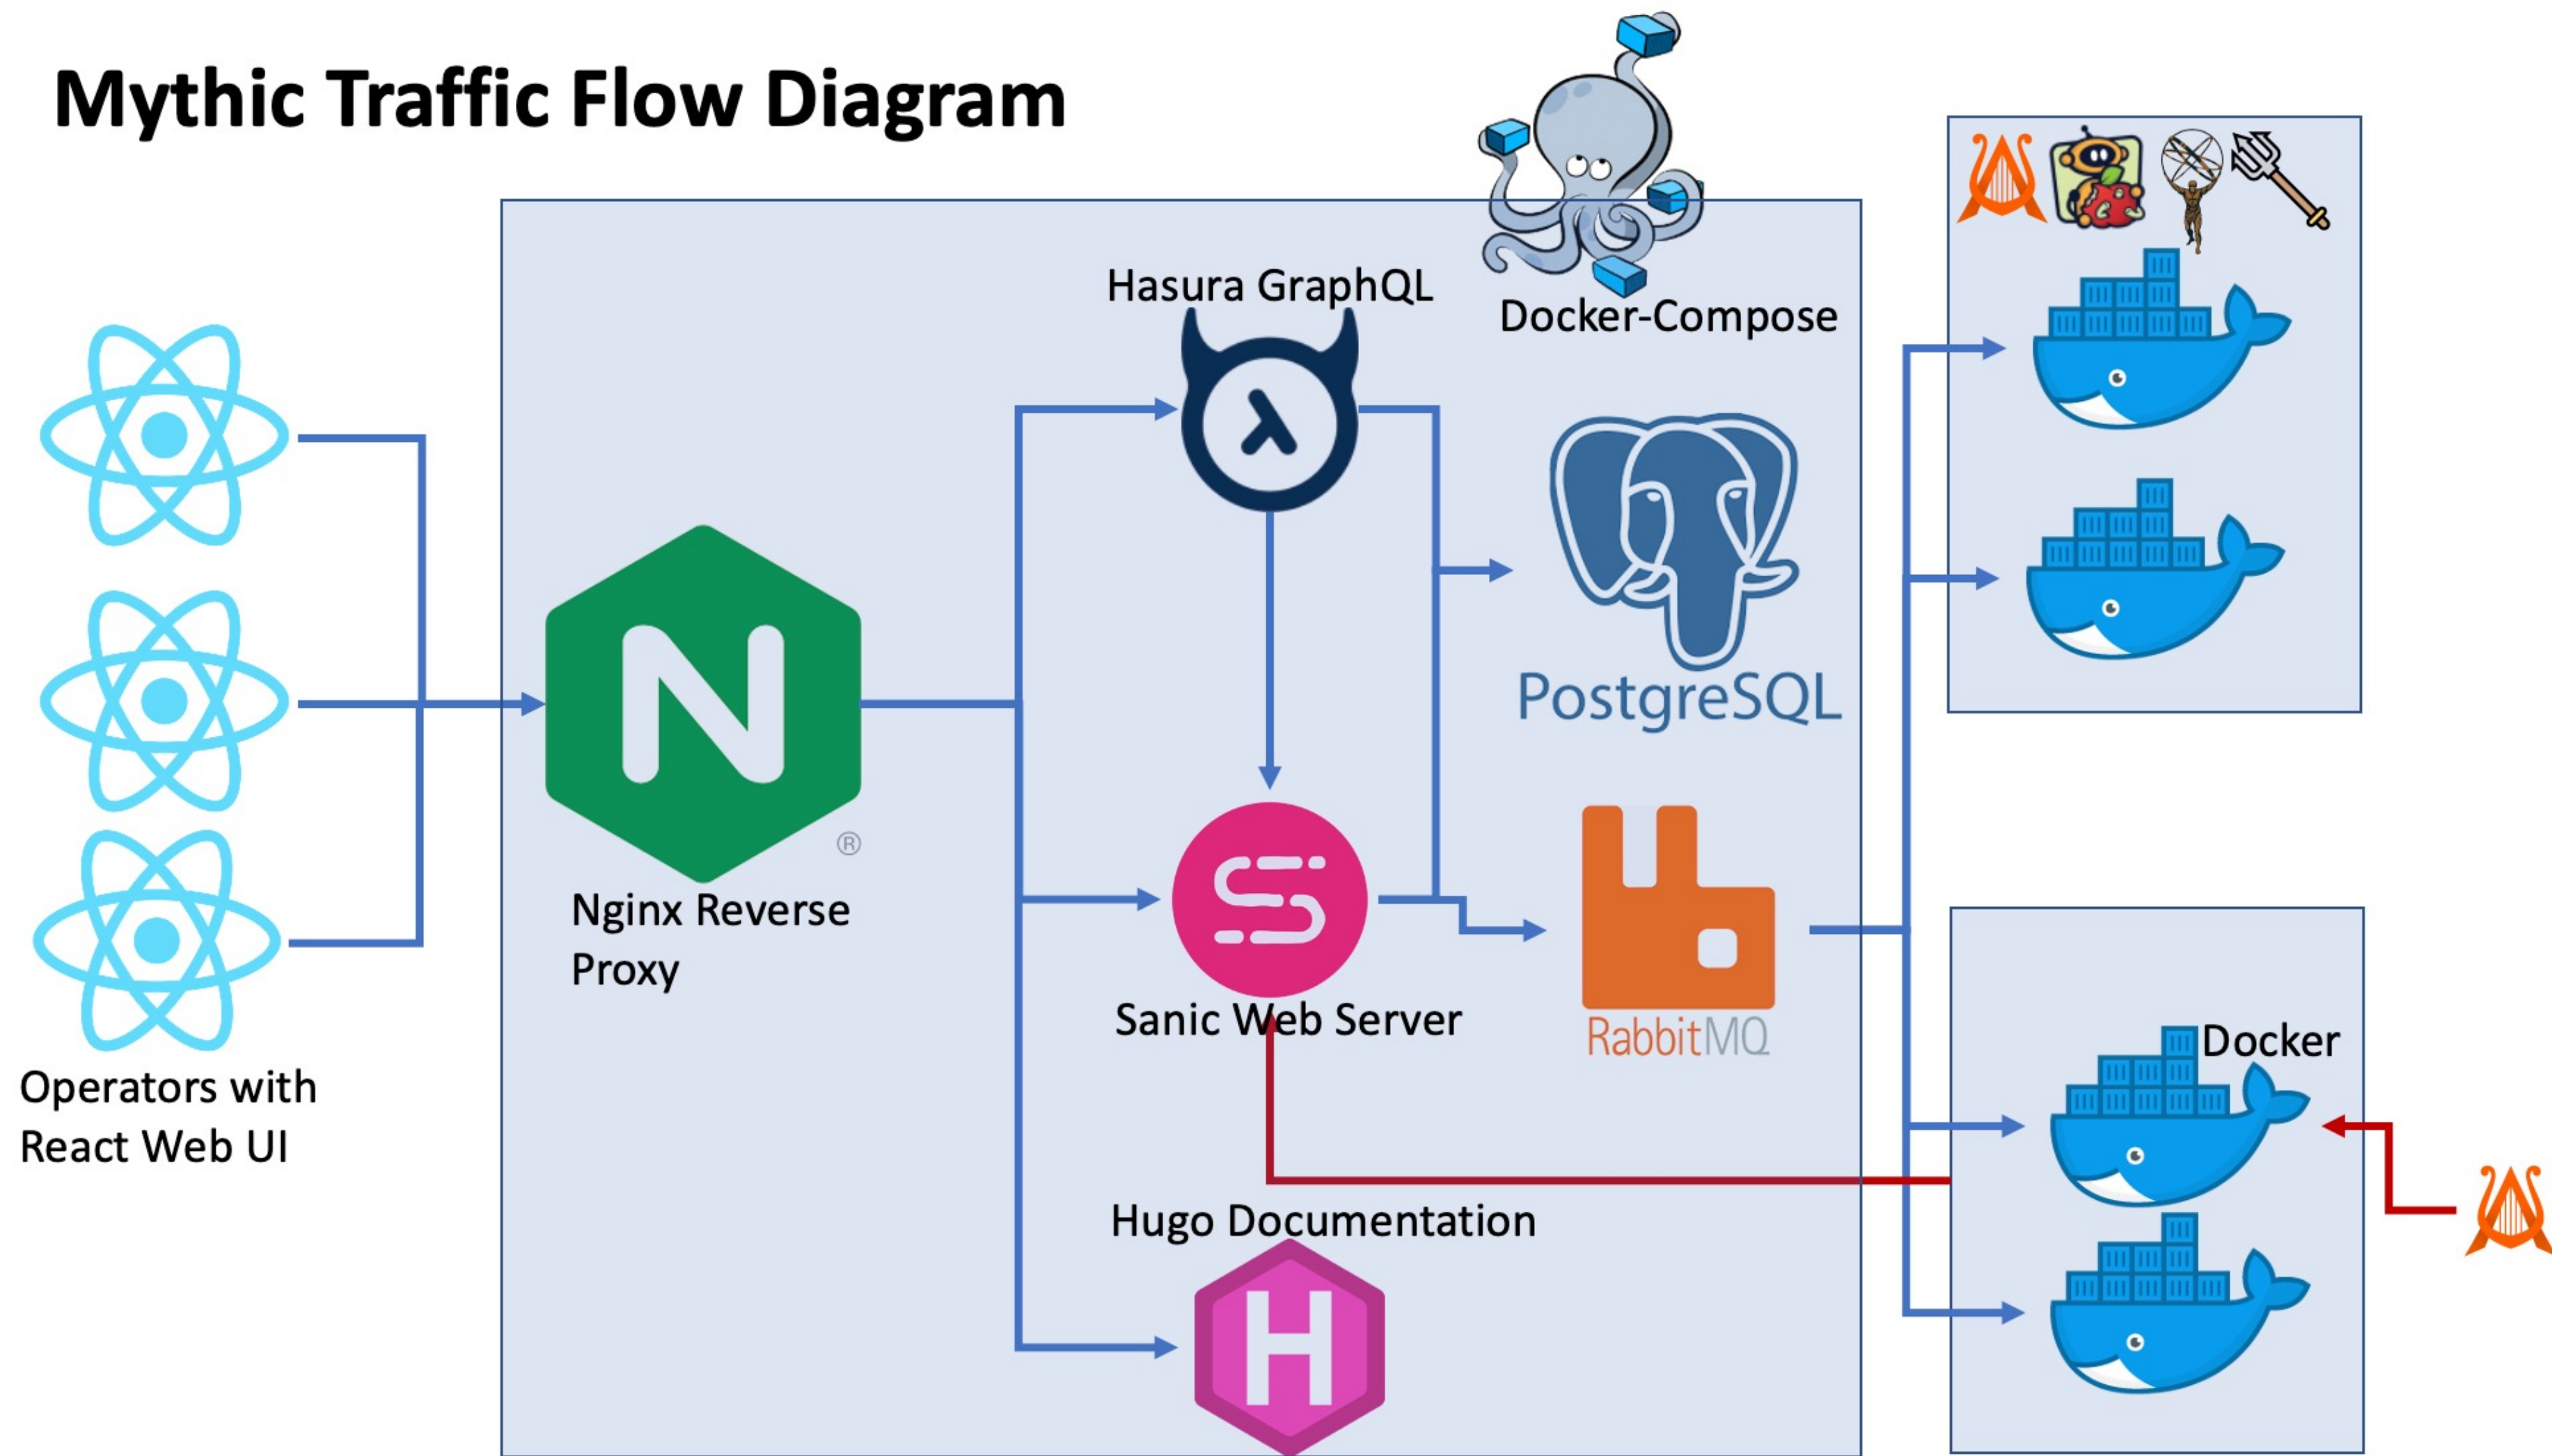 Mythic Traffic Flow Diagram
Hasura GraphQL
Docker-Compose
PostgreSQL
N
®
Nginx Reverse
Proxy
Sanic Web Server
RabbitMQ
Docker
Operators with
React Web UI
Hugo Documentation
H